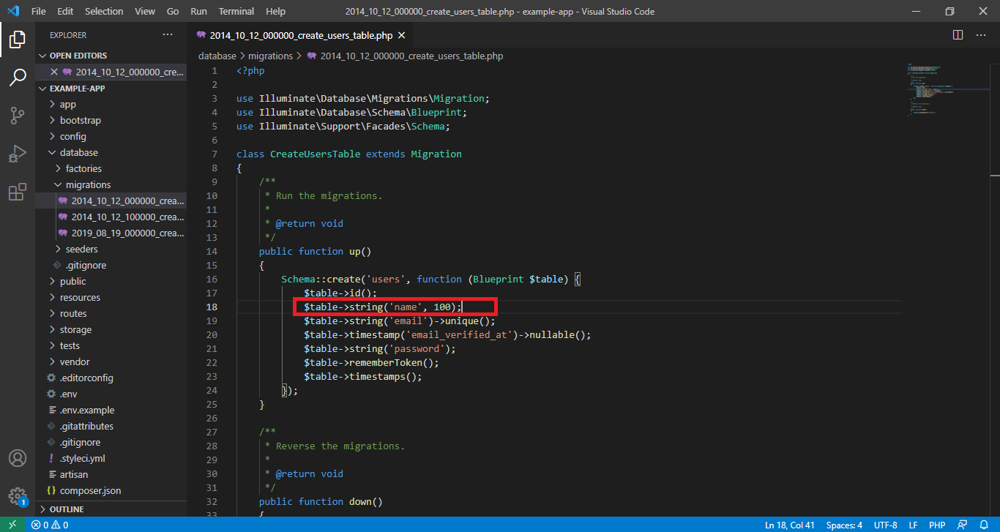 File Edit Selection View Go Run Terminal Help 2014_10_12_000000_create_users_table.php - example-app - Visual Studio Code
EXPLORER
OPEN EDITORS
2014_10_12_000000_cre...
EXAMPLE-APP
app
bootstrap
config
database
factories
migrations
2014_10_12_000000_crea...
2014_10_12_100000_crea...
2019_08_19_000000_crea...
seeders
.gitignore
public
resources
routes
storage
tests
vendor
.editorconfig
.env
.env.example
.gitattributes
.gitignore
.styleci.yml
artisan
composer.json
OUTLINE
2014_10_12_000000_create_users_table.php
database > migrations > 2014_10_12_000000_create_users_table.php
1 <?php
2
3 use Illuminate\Database\Migrations\Migration;
4 use Illuminate\Database\Schema\Blueprint;
5 use Illuminate\Support\Facades\Schema;
6
7 class CreateUsersTable extends Migration
8 {
9 /**
10 * Run the migrations.
11 *
12 * @return void
13 */
14 public function up()
15 {
16 Schema::create('users', function (Blueprint $table) {
17 $table->id();
18 $table->string('name', 100);
19 $table->string('email')->unique();
20 $table->timestamp('email_verified_at')->nullable();
21 $table->string('password');
22 $table->rememberToken();
23 $table->timestamps();
24 });
25 }
26
27 /**
28 * Reverse the migrations.
29 *
30 * @return void
31 */
32 public function down()
33 {
1
0 0 Ln 18, Col 41 Spaces: 4 UTF-8 LF PHP